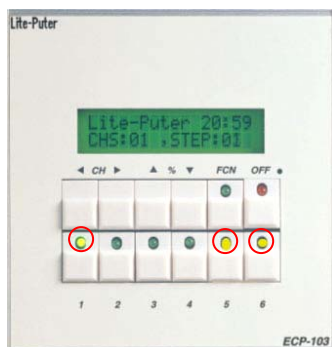 Lite-Puter
Lite-Puter 20:59
CHS:01 ,STEP:01
◄ CH ► ▲ % ▼ FCN OFF
1 2 3 4 5 6
ECP-103